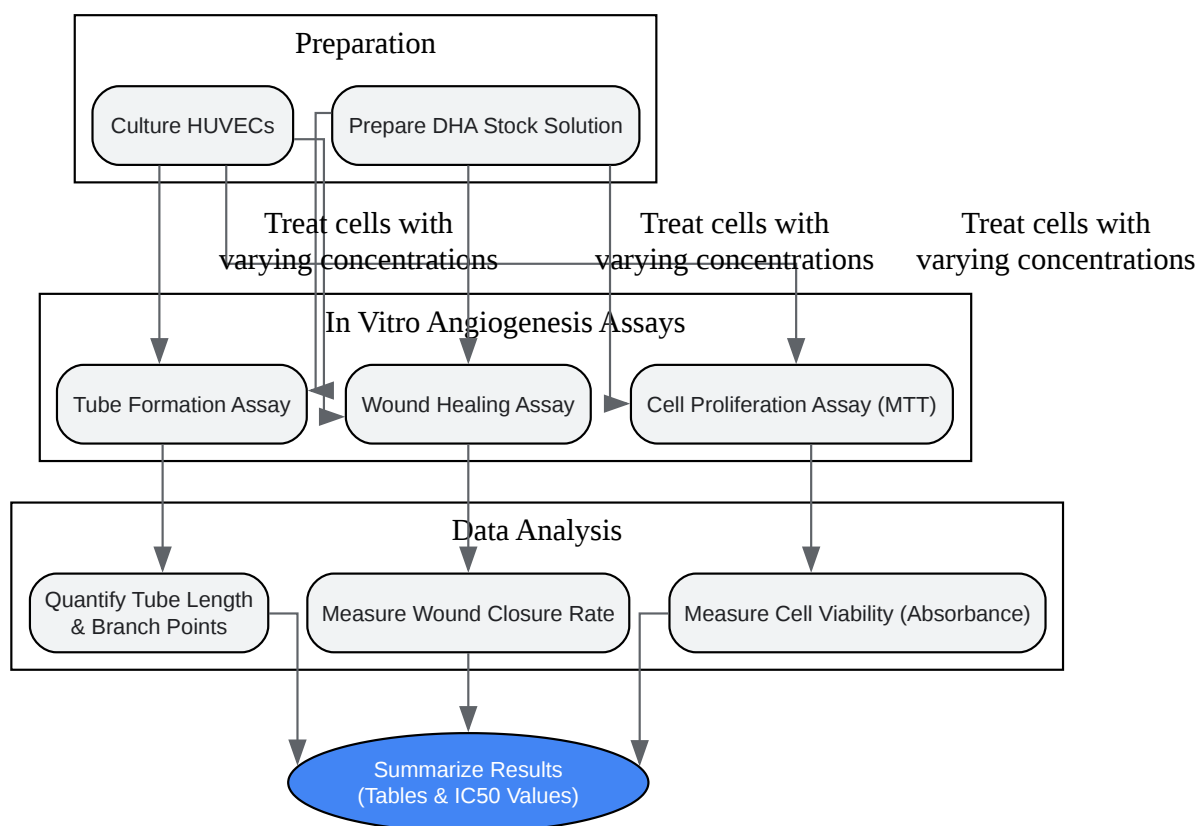 Preparation
Culture HUVECs
Prepare DHA Stock Solution
Treat cells with
varying concentrations
Treat cells with
varying concentrations
Treat cells with
varying concentrations
In Vitro Angiogenesis Assays
Tube Formation Assay
Wound Healing Assay
Cell Proliferation Assay (MTT)
Data Analysis
Quantify Tube Length
& Branch Points
Measure Wound Closure Rate
Measure Cell Viability (Absorbance)
Summarize Results
(Tables & IC50 Values)